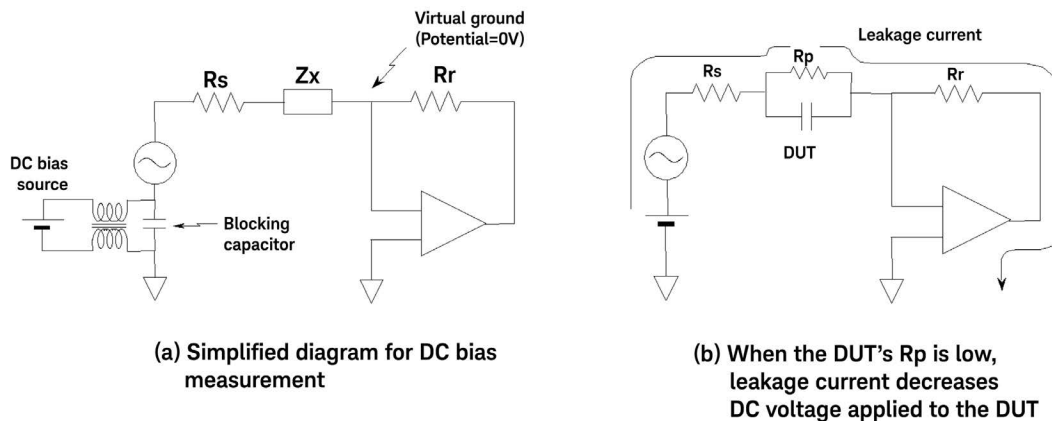 Virtual ground
(Potential=0V)
Rs
Zx
Rr
DC bias
source
Blocking
capacitor
(a) Simplified diagram for DC bias
measurement
Leakage current
Rp
Rs
Rr
DUT
(b) When the DUT's Rp is low,
leakage current decreases
DC voltage applied to the DUT